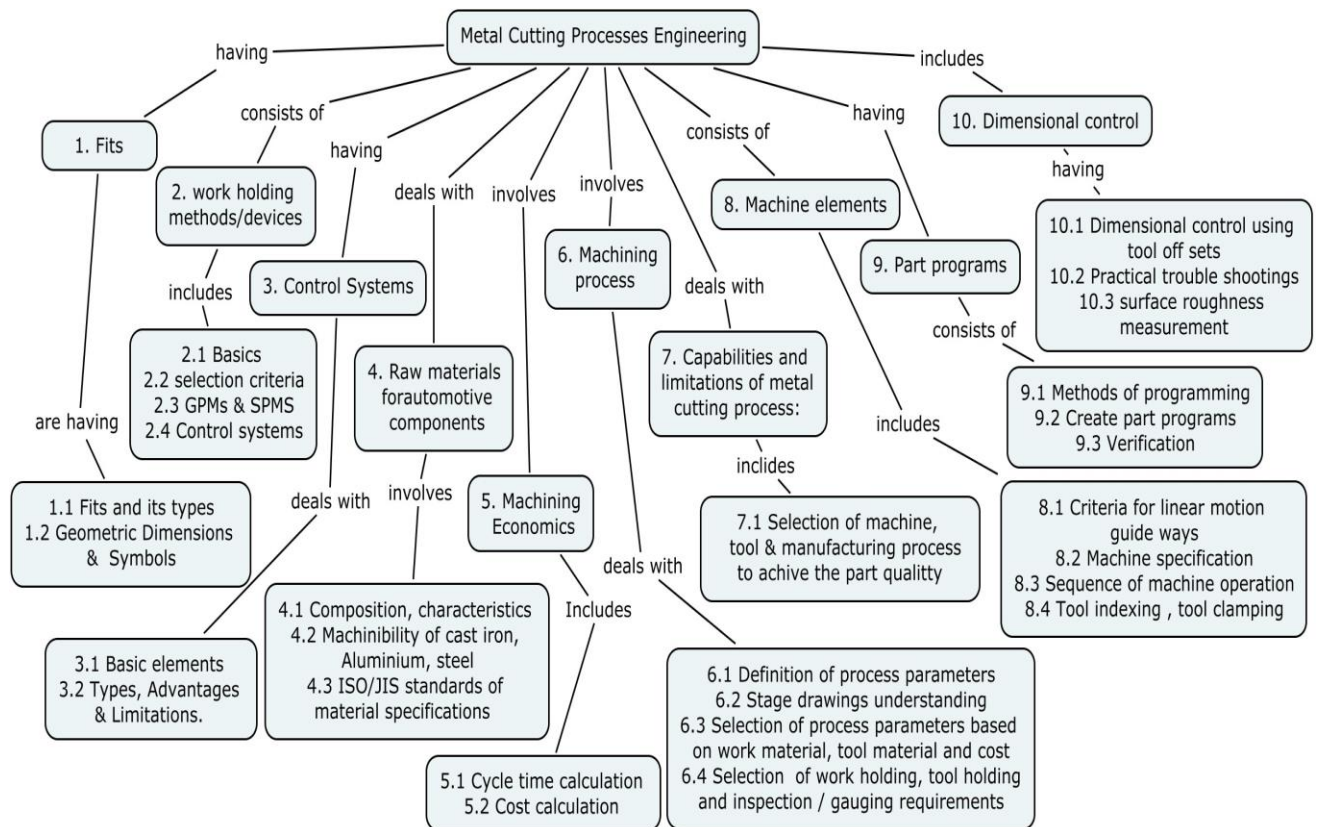 Metal Cutting Processes Engineering
having
includes
consists of
having
having
consists of
deals with
involves
involves
deals with
1. Fits
10. Dimensional control
having
2. work holding
methods/devices
8. Machine elements
10.1 Dimensional control using
tool off sets
10.2 Practical trouble shootings
10.3 surface roughness
measurement
6. Machining
process
9. Part programs
3. Control Systems
includes
consists of
2.1 Basics
2.2 selection criteria
2.3 GPMs & SPMS
2.4 Control systems
4. Raw materials
forautomotive
components
7. Capabilities and
limitations of metal
cutting process:
9.1 Methods of programming
9.2 Create part programs
9.3 Verification
are having
includes
inclides
1.1 Fits and its types
1.2 Geometric Dimensions
& Symbols
deals with
involves
5. Machining
Economics
7.1 Selection of machine,
tool & manufacturing process
to achive the part qualitty
8.1 Criteria for linear motion
guide ways
8.2 Machine specification
8.3 Sequence of machine operation
8.4 Tool indexing , tool clamping
deals with
Includes
4.1 Composition, characteristics
4.2 Machinibility of cast iron,
Aluminium, steel
4.3 ISO/JIS standards of
material specifications
3.1 Basic elements
3.2 Types, Advantages
& Limitations.
6.1 Definition of process parameters
6.2 Stage drawings understanding
6.3 Selection of process parameters based
on work material, tool material and cost
6.4 Selection of work holding, tool holding
and inspection / gauging requirements
5.1 Cycle time calculation
5.2 Cost calculation